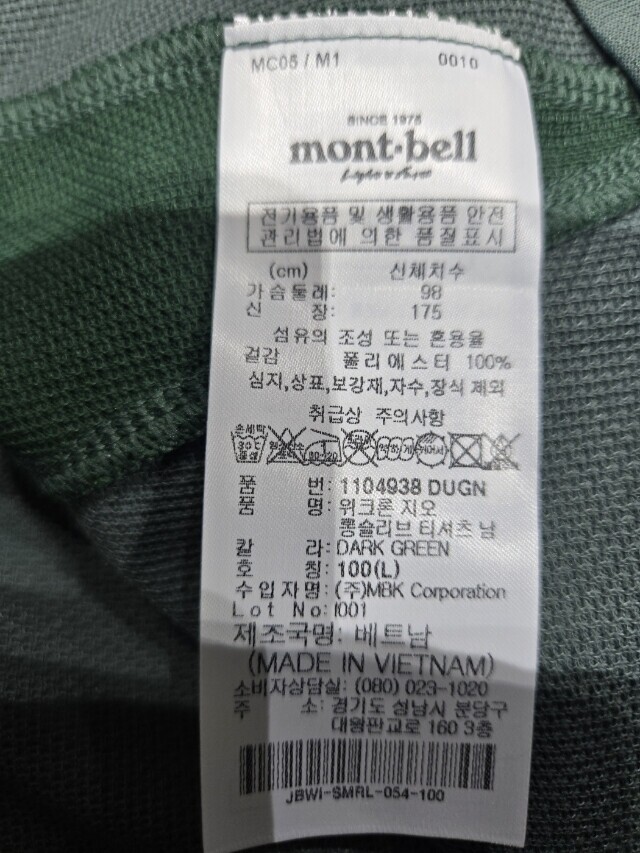 MC05 / M1 0010
SINCE 1975
mont·bell
전기용품 및 생활용품 안전
관리법에 의한 품질표시
(cm) 신체치수
가슴둘레: 98
신 장: 175
섬유의 조성 또는 혼용율
겉감 폴리에스터 100%
심지,상표,보강재,자수,장식 제외
취급상 주의사항
손세탁
30℃
중성
품 번: 1104938 DUGN
품 명: 위크론 지오
롱슬리브 티셔츠 남
칼 라: DARK GREEN
호 칭: 100(L)
수입자명: (주)MBK Corporation
Lot No: I001
제조국명: 베트남
(MADE IN VIETNAM)
소비자상담실: (080) 023-1020
주 소: 경기도 성남시 분당구
대왕판교로 160 3층
JBWI-SMRL-054-100